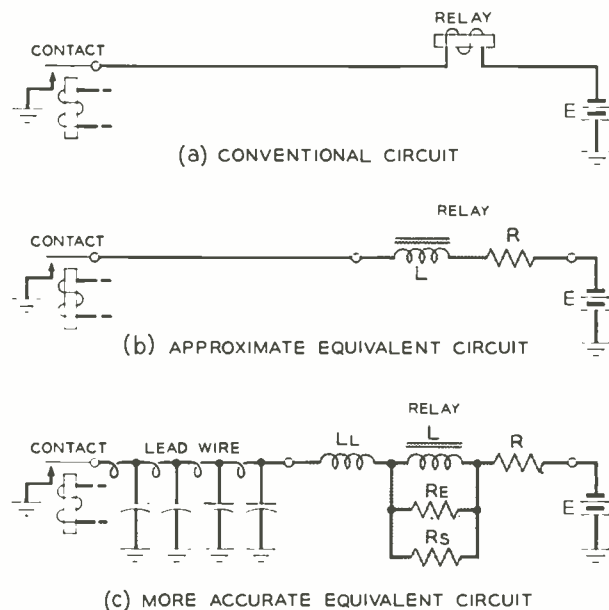 RELAY
CONTACT
E
(a) CONVENTIONAL CIRCUIT
RELAY
CONTACT
R
L
E
(b) APPROXIMATE EQUIVALENT CIRCUIT
RELAY
CONTACT
LEAD WIRE
LL
L
R
RE
E
RS
(c) MORE ACCURATE EQUIVALENT CIRCUIT